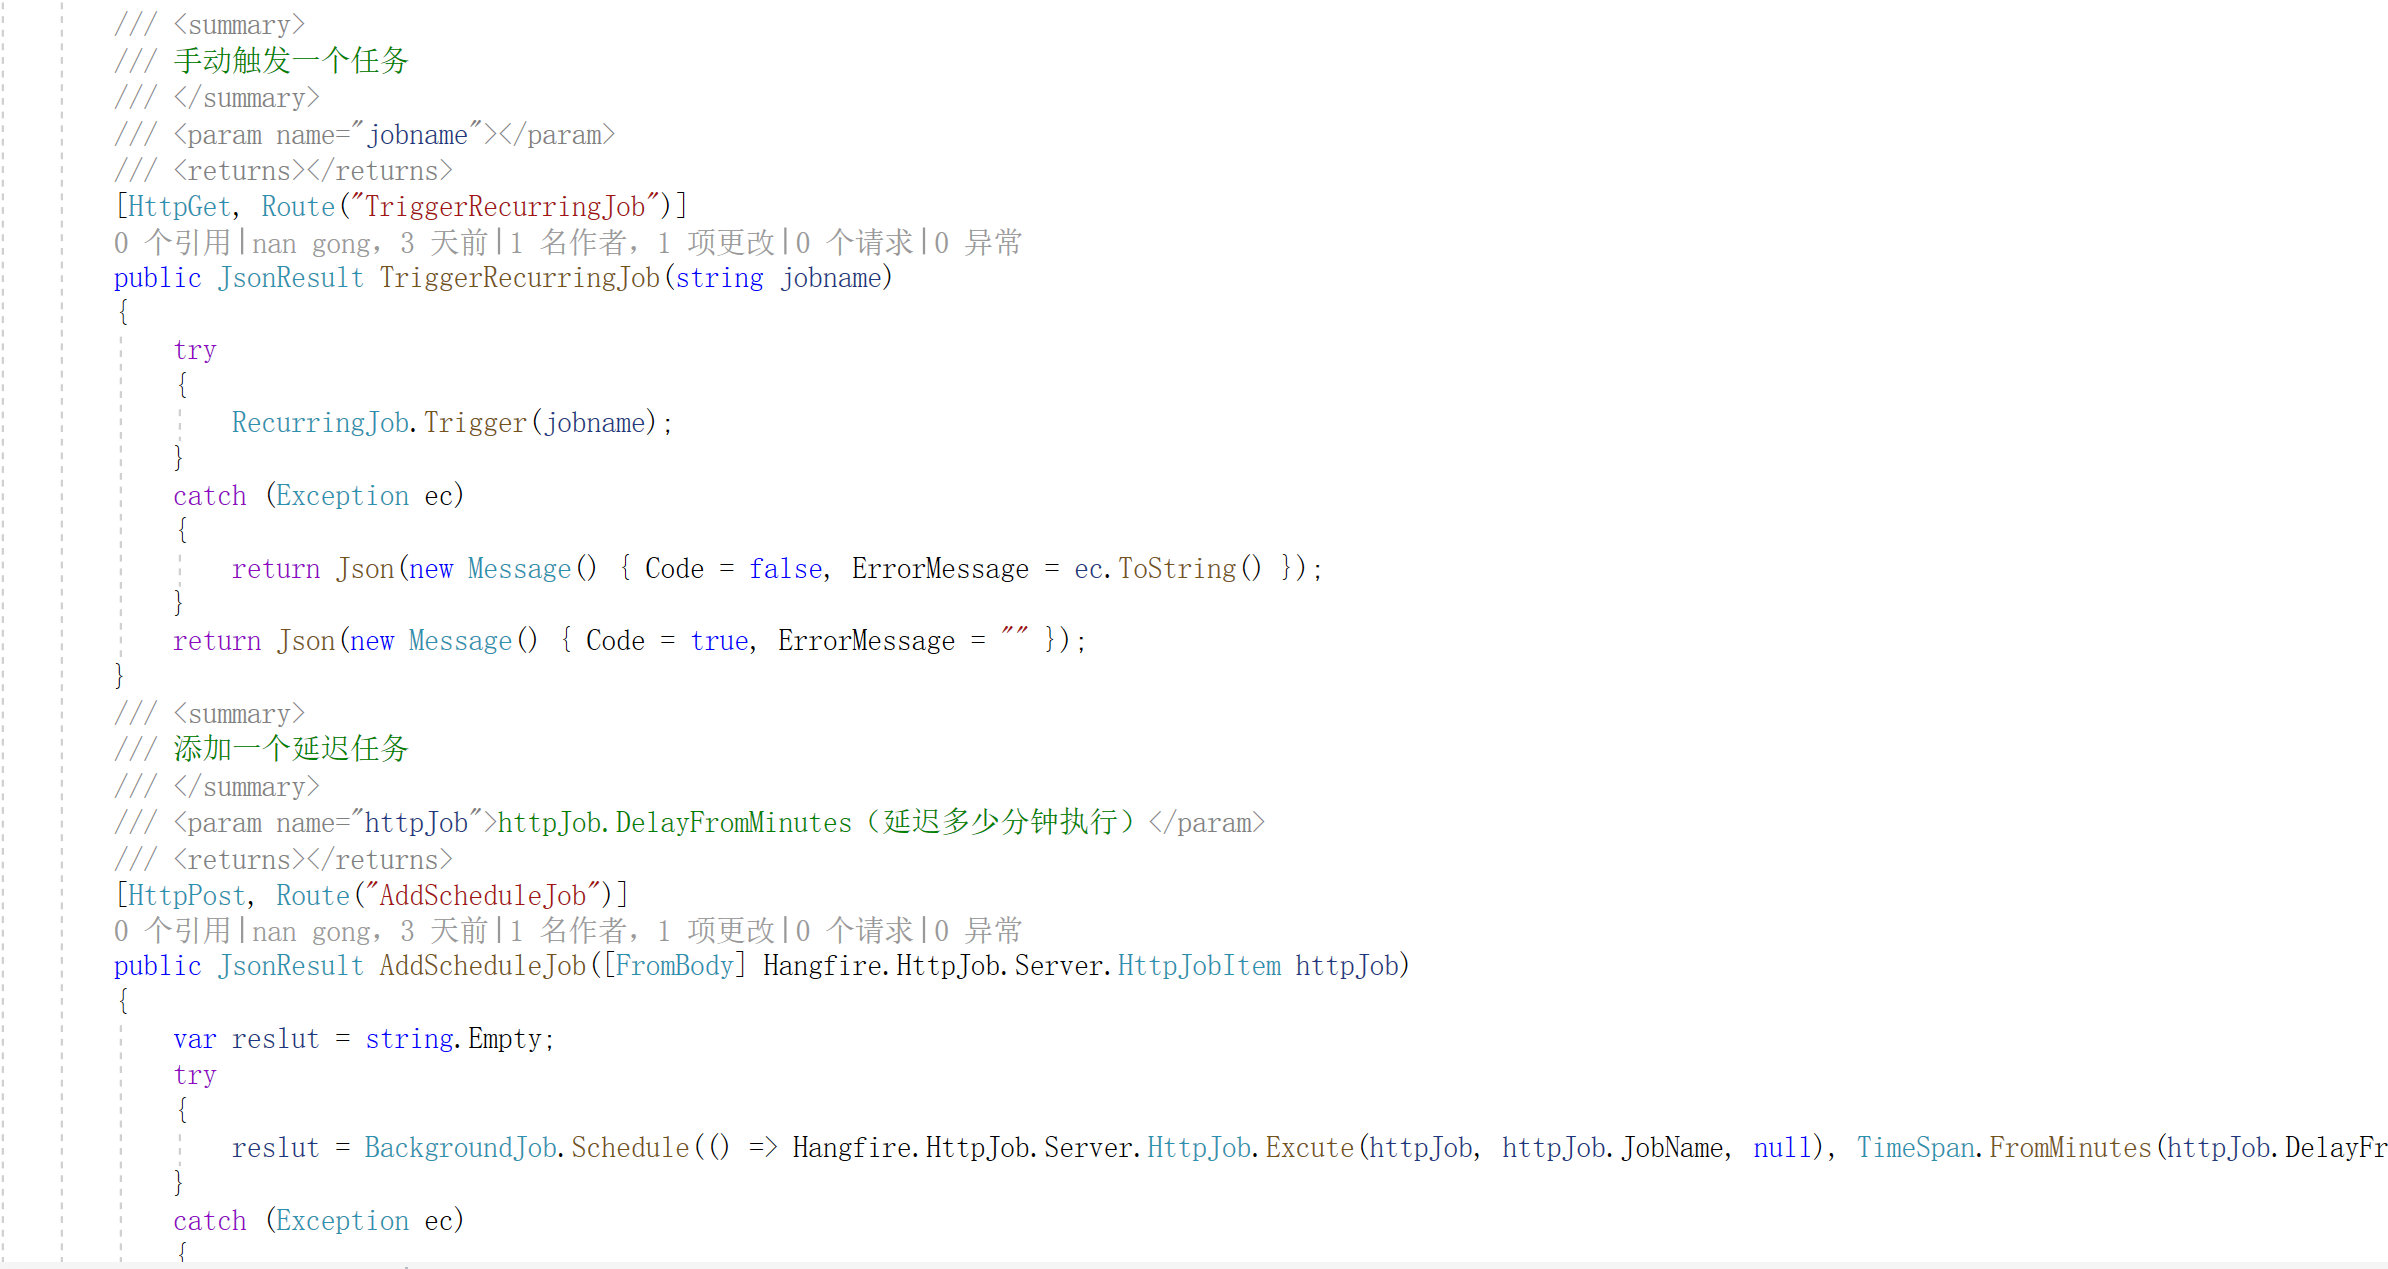 /// <summary>
/// 手动触发一个任务
/// </summary>
/// <param name="jobname"></param>
/// <returns></returns>
[HttpGet, Route("TriggerRecurringJob")]
0 个引用|nan gong，3 天前|1 名作者，1 项更改|0 个请求|0 异常
public JsonResult TriggerRecurringJob(string jobname)
{
try
{
RecurringJob.Trigger(jobname);
}
catch (Exception ec)
{
return Json(new Message() { Code = false, ErrorMessage = ec.ToString() });
}
return Json(new Message() { Code = true, ErrorMessage = "" });
}
/// <summary>
/// 添加一个延迟任务
/// </summary>
/// <param name="httpJob">httpJob.DelayFromMinutes（延迟多少分钟执行）</param>
/// <returns></returns>
[HttpPost, Route("AddScheduleJob")]
0 个引用|nan gong，3 天前|1 名作者，1 项更改|0 个请求|0 异常
public JsonResult AddScheduleJob([FromBody] Hangfire.HttpJob.Server.HttpJobItem httpJob)
{
var reslut = string.Empty;
try
{
reslut = BackgroundJob.Schedule(() => Hangfire.HttpJob.Server.HttpJob.Excute(httpJob, httpJob.JobName, null), TimeSpan.FromMinutes(httpJob.DelayFr
}
catch (Exception ec)
{